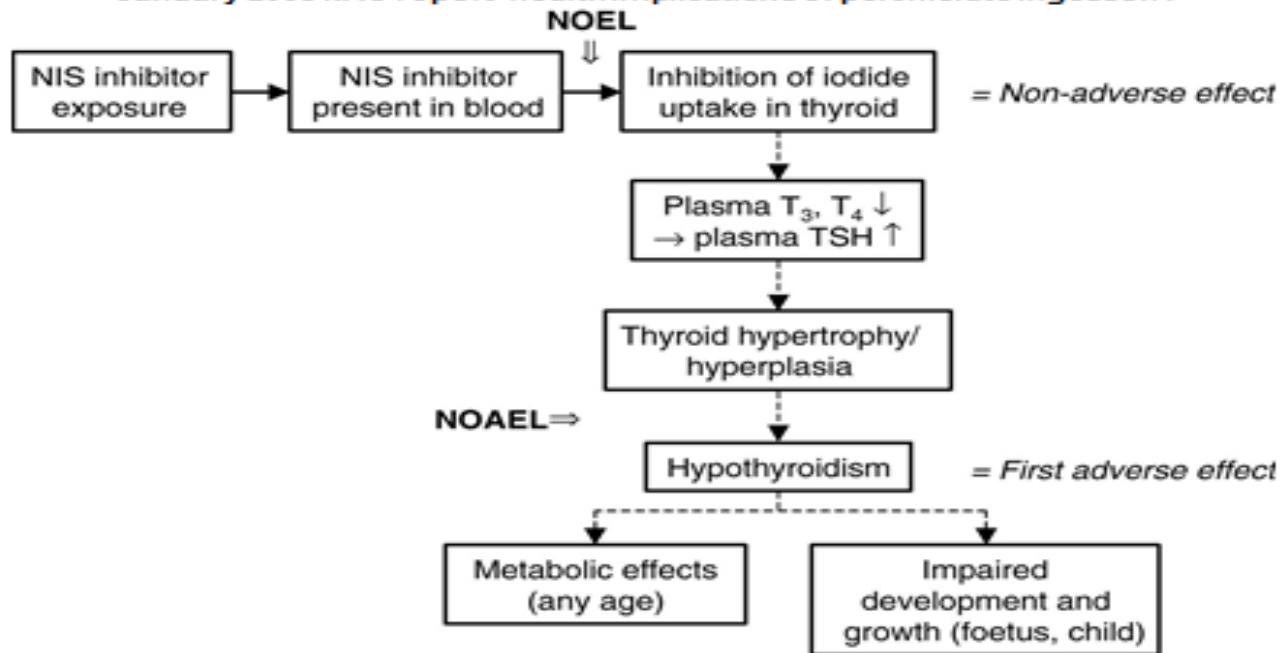 NOEL
⇓
NIS inhibitor
exposure
NIS inhibitor
present in blood
Inhibition of iodide
uptake in thyroid
= Non-adverse effect
Plasma T₃, T₄ ↓
→ plasma TSH ↑
Thyroid hypertrophy/
hyperplasia
NOAEL⇒
Hypothyroidism
= First adverse effect
Metabolic effects
(any age)
Impaired
development and
growth (foetus, child)